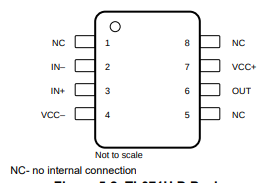 NC 1 8 NC
IN– 2 7 VCC+
IN+ 3 6 OUT
VCC– 4 5 NC
Not to scale
NC- no internal connection